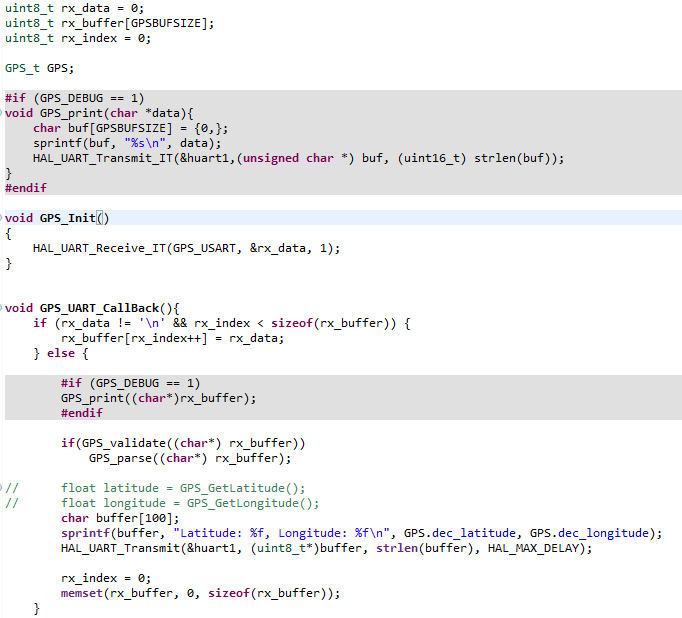 uint8_t rx_data = 0;
uint8_t rx_buffer[GPSBUFSIZE];
uint8_t rx_index = 0;
GPS_t GPS;
#if (GPS_DEBUG == 1)
void GPS_print(char *data){
    char buf[GPSBUFSIZE] = {0,};
    sprintf(buf, "%s\n", data);
    HAL_UART_Transmit_IT(&huart1,(unsigned char *) buf, (uint16_t) strlen(buf));
}
#endif
void GPS_Init()
{
    HAL_UART_Receive_IT(GPS_USART, &rx_data, 1);
}
void GPS_UART_CallBack(){
    if (rx_data != '\n' && rx_index < sizeof(rx_buffer)) {
        rx_buffer[rx_index++] = rx_data;
    } else {
        #if (GPS_DEBUG == 1)
        GPS_print((char*)rx_buffer);
        #endif
        if(GPS_validate((char*) rx_buffer))
            GPS_parse((char*) rx_buffer);
//      float latitude = GPS_GetLatitude();
//      float longitude = GPS_GetLongitude();
        char buffer[100];
        sprintf(buffer, "Latitude: %f, Longitude: %f\n", GPS.dec_latitude, GPS.dec_longitude);
        HAL_UART_Transmit(&huart1, (uint8_t*)buffer, strlen(buffer), HAL_MAX_DELAY);
        rx_index = 0;
        memset(rx_buffer, 0, sizeof(rx_buffer));
    }